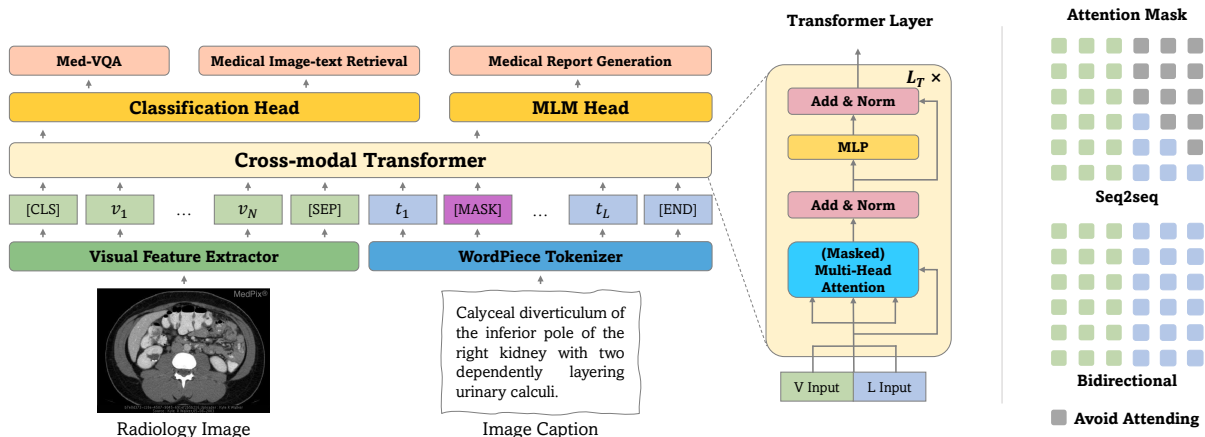 Med-VQA
Medical Image-text Retrieval
Medical Report Generation
Classification Head
MLM Head
Cross-modal Transformer
[CLS]
v₁
...
v_N
[SEP]
t₁
[MASK]
...
t_L
[END]
Visual Feature Extractor
WordPiece Tokenizer
MedPix®
Calyceal diverticulum of
the inferior pole of the
right kidney with two
dependently layering
urinary calculi.
Radiology Image
Image Caption
Transformer Layer
L_T ×
Add & Norm
MLP
Add & Norm
(Masked)
Multi-Head
Attention
V Input
L Input
Attention Mask
Seq2seq
Bidirectional
Avoid Attending